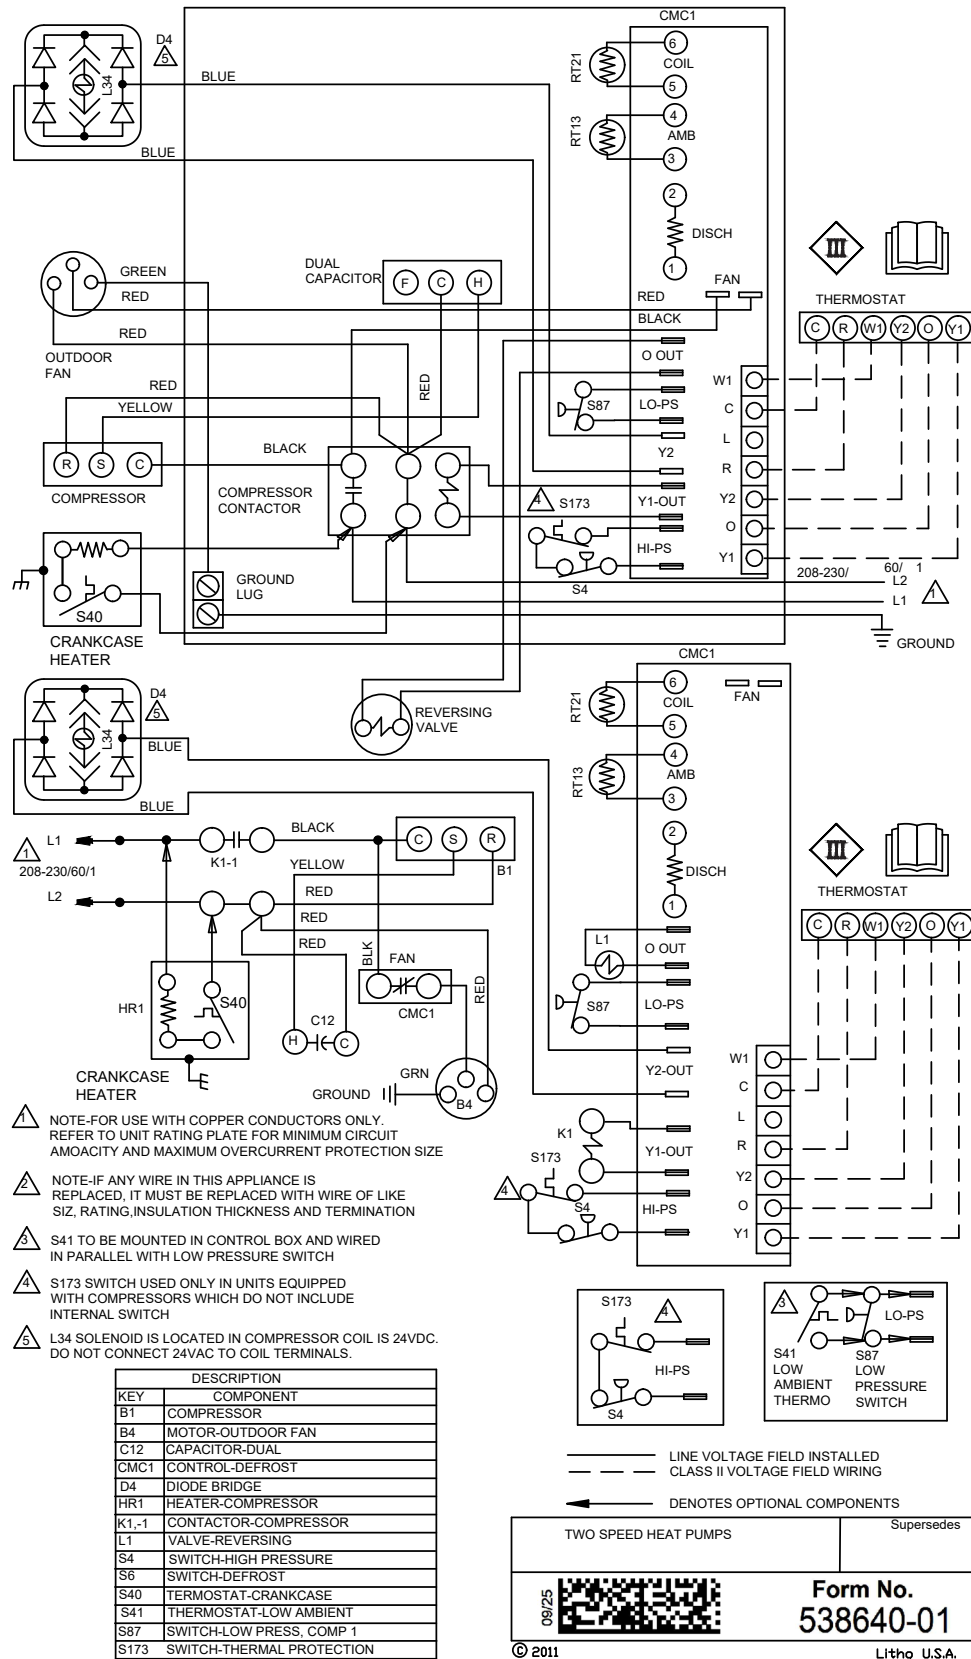 CMC1
D4
5
L34
BLUE
BLUE
RT21
6
COIL
5
RT13
4
AMB
3
2
DISCH
1
FAN
III
THERMOSTAT
C R W1 Y2 O Y1
GREEN
RED
RED
OUTDOOR
FAN
DUAL
CAPACITOR
F C H
RED
BLACK
O OUT
S87
LO-PS
Y2
Y1-OUT
4 S173
HI-PS
S4
W1
C
L
R
Y2
O
Y1
RED
RED
YELLOW
BLACK
R S C
COMPRESSOR
COMPRESSOR
CONTACTOR
S40
CRANKCASE
HEATER
GROUND
LUG
208-230/ 60/ 1
L2
L1
1
GROUND
CMC1
D4
5
L34
BLUE
BLUE
REVERSING
VALVE
RT21
6
COIL
5
FAN
RT13
4
AMB
3
2
DISCH
1
III
THERMOSTAT
C R W1 Y2 O Y1
1
L1
208-230/60/1
L2
K1-1
BLACK
YELLOW
RED
RED
RED
C S R
B1
BLK
FAN
CMC1
RED
HR1
S40
C12
H C
GRN
GROUND
B4
CRANKCASE
HEATER
L1
O OUT
S87
LO-PS
Y2-OUT
K1
Y1-OUT
S173
4
S4
HI-PS
W1
C
L
R
Y2
O
Y1
1 NOTE-FOR USE WITH COPPER CONDUCTORS ONLY.
REFER TO UNIT RATING PLATE FOR MINIMUM CIRCUIT
AMOACITY AND MAXIMUM OVERCURRENT PROTECTION SIZE
2 NOTE-IF ANY WIRE IN THIS APPLIANCE IS
REPLACED, IT MUST BE REPLACED WITH WIRE OF LIKE
SIZ, RATING,INSULATION THICKNESS AND TERMINATION
3 S41 TO BE MOUNTED IN CONTROL BOX AND WIRED
IN PARALLEL WITH LOW PRESSURE SWITCH
4 S173 SWITCH USED ONLY IN UNITS EQUIPPED
WITH COMPRESSORS WHICH DO NOT INCLUDE
INTERNAL SWITCH
5 L34 SOLENOID IS LOCATED IN COMPRESSOR COIL IS 24VDC.
DO NOT CONNECT 24VAC TO COIL TERMINALS.
S173
4
HI-PS
S4
3
LO-PS
S41
LOW
AMBIENT
THERMO
S87
LOW
PRESSURE
SWITCH
DESCRIPTION
KEY COMPONENT
B1 COMPRESSOR
B4 MOTOR-OUTDOOR FAN
C12 CAPACITOR-DUAL
CMC1 CONTROL-DEFROST
D4 DIODE BRIDGE
HR1 HEATER-COMPRESSOR
K1,-1 CONTACTOR-COMPRESSOR
L1 VALVE-REVERSING
S4 SWITCH-HIGH PRESSURE
S6 SWITCH-DEFROST
S40 TERMOSTAT-CRANKCASE
S41 THERMOSTAT-LOW AMBIENT
S87 SWITCH-LOW PRESS, COMP 1
S173 SWITCH-THERMAL PROTECTION
LINE VOLTAGE FIELD INSTALLED
CLASS II VOLTAGE FIELD WIRING
DENOTES OPTIONAL COMPONENTS
TWO SPEED HEAT PUMPS
Supersedes
09/25
Form No.
538640-01
© 2011
Litho U.S.A.